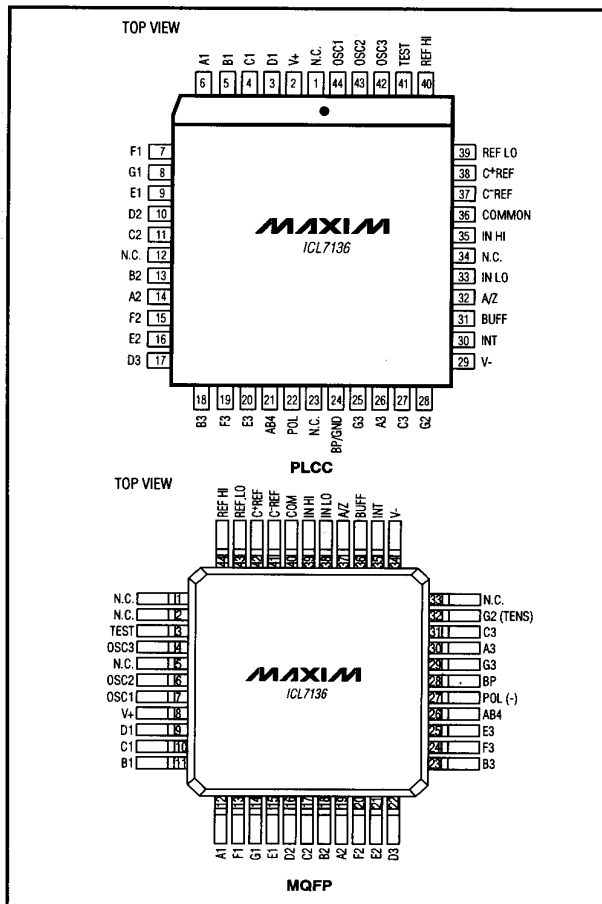 TOP VIEW
A1 B1 C1 D1 V+ N.C. OSC1 OSC2 OSC3 TEST REF HI
6 5 4 3 2 1 44 43 42 41 40
F1 7
G1 8
E1 9
D2 10
C2 11
N.C. 12
B2 13
A2 14
F2 15
E2 16
D3 17
MAXIM
ICL7136
39 REF LO
38 C+REF
37 C-REF
36 COMMON
35 IN HI
34 N.C.
33 IN LO
32 A/Z
31 BUFF
30 INT
29 V-
18 19 20 21 22 23 24 25 26 27 28
B3 F3 E3 AB4 POL N.C. BP/GND G3 A3 C3 G2
PLCC
TOP VIEW
REF HI REF LO C+REF C-REF COM IN HI IN LO A/Z BUFF INT V-
44 43 42 41 40 39 38 37 36 35 34
N.C. 1
N.C. 2
TEST 3
OSC3 4
N.C. 5
OSC2 6
OSC1 7
V+ 8
D1 9
C1 10
B1 11
MAXIM
ICL7136
33 N.C.
32 G2 (TENS)
31 C3
30 A3
29 G3
28 BP
27 POL (-)
26 AB4
25 E3
24 F3
23 B3
12 13 14 15 16 17 18 19 20 21 22
A1 F1 G1 E1 D2 C2 B2 A2 F2 E2 D3
MQFP